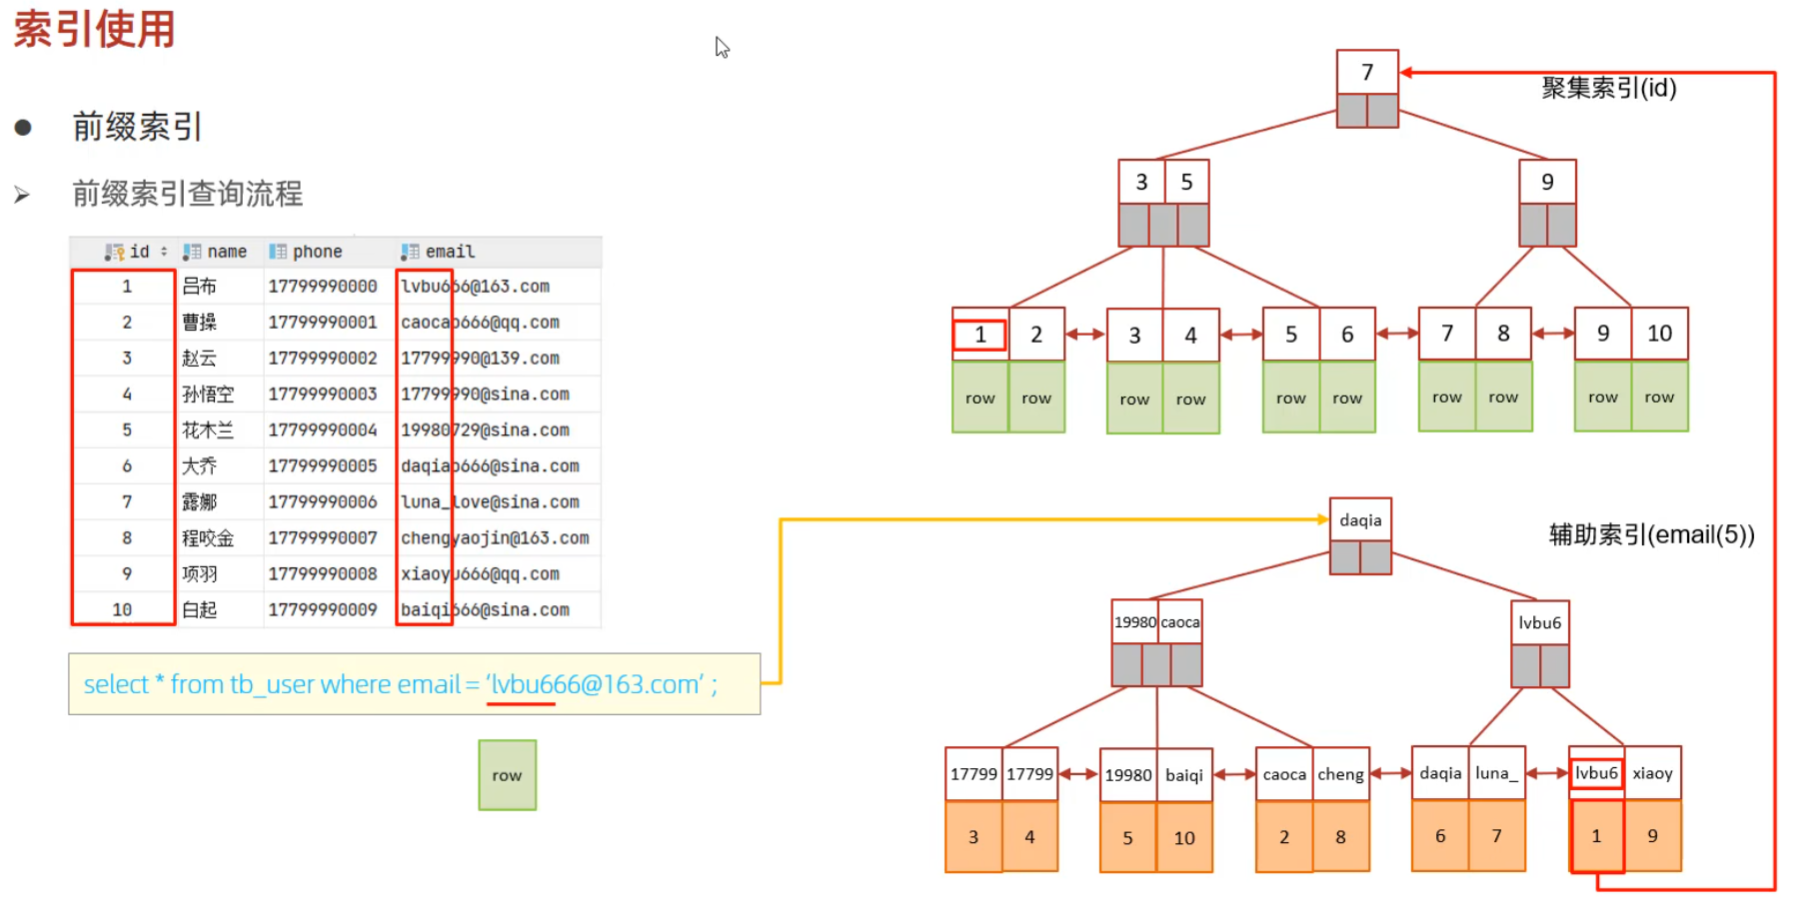 索引使用
前缀索引
前缀索引查询流程
id name phone email
1 吕布 17799990000 lvbu666@163.com
2 曹操 17799990001 caocao666@qq.com
3 赵云 17799990002 17799990@139.com
4 孙悟空 17799990003 17799990@sina.com
5 花木兰 17799990004 19980729@sina.com
6 大乔 17799990005 daqiao666@sina.com
7 露娜 17799990006 luna_love@sina.com
8 程咬金 17799990007 chengyaojin@163.com
9 项羽 17799990008 xiaoyu666@qq.com
10 白起 17799990009 baiqi666@sina.com
select * from tb_user where email = ‘lvbu666@163.com’ ;
row
7
聚集索引(id)
3 5 9
1 2 3 4 5 6 7 8 9 10
row row row row row row row row row row
daqia
辅助索引(email(5))
19980 caoca lvbu6
17799 17799 19980 baiqi caoca cheng daqia luna_ lvbu6 xiaoy
3 4 5 10 2 8 6 7 1 9